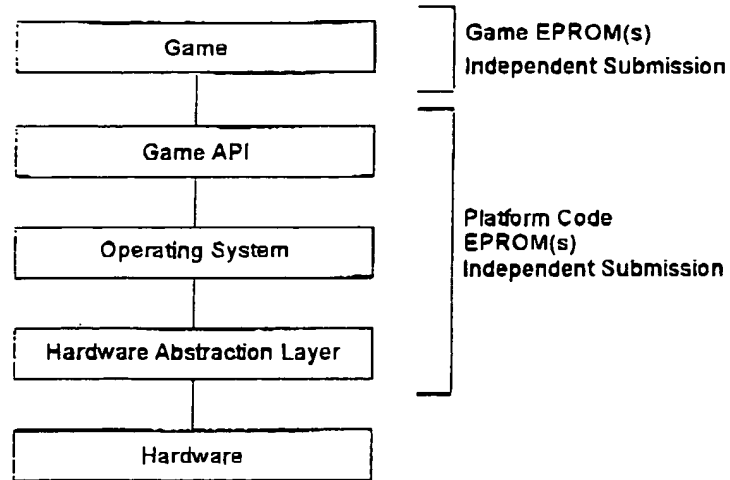 Game
Game EPROM(s)
Independent Submission
Game API
Operating System
Platform Code
EPROM(s)
Independent Submission
Hardware Abstraction Layer
Hardware